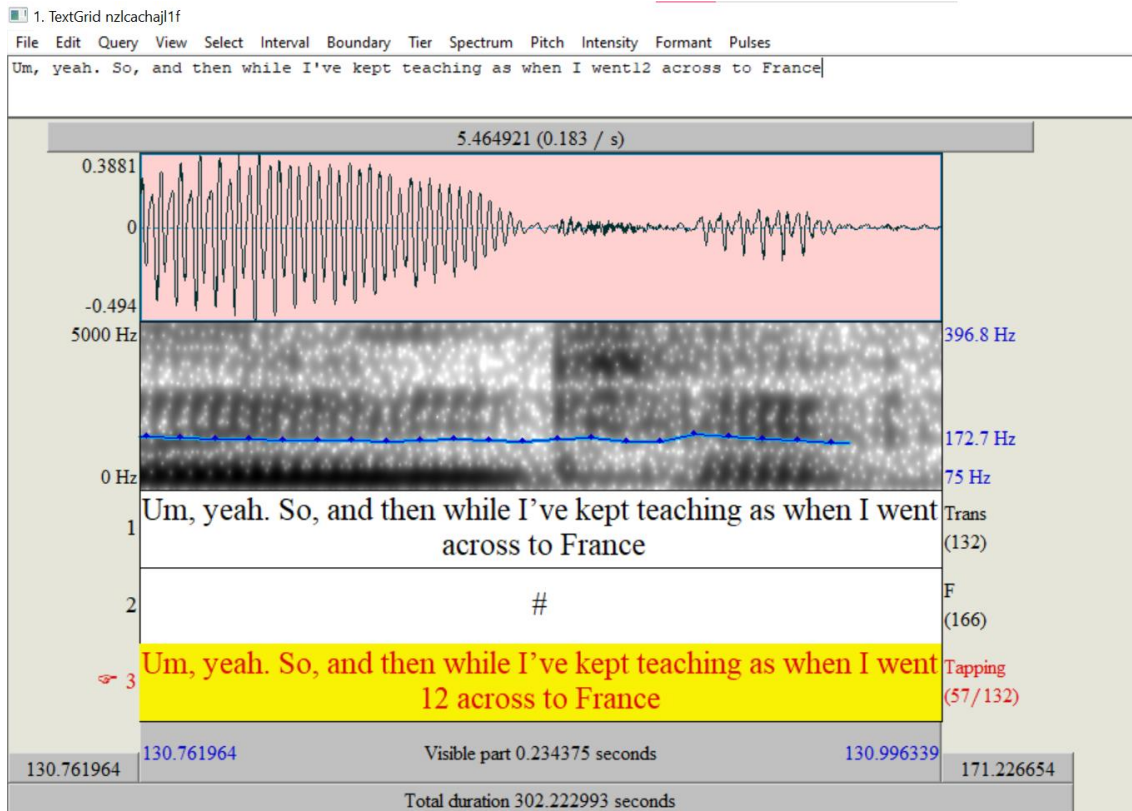 1. TextGrid nzlcachajl1f
File Edit Query View Select Interval Boundary Tier Spectrum Pitch Intensity Formant Pulses
Um, yeah. So, and then while I've kept teaching as when I went12 across to France
5.464921 (0.183 / s)
0.3881
0
-0.494
5000 Hz 396.8 Hz
172.7 Hz
0 Hz 75 Hz
Um, yeah. So, and then while I’ve kept teaching as when I went Trans
1 across to France (132)
2 # F
(166)
☞ 3 Um, yeah. So, and then while I’ve kept teaching as when I went Tapping
12 across to France (57/132)
130.761964 Visible part 0.234375 seconds 130.996339
130.761964 171.226654
Total duration 302.222993 seconds